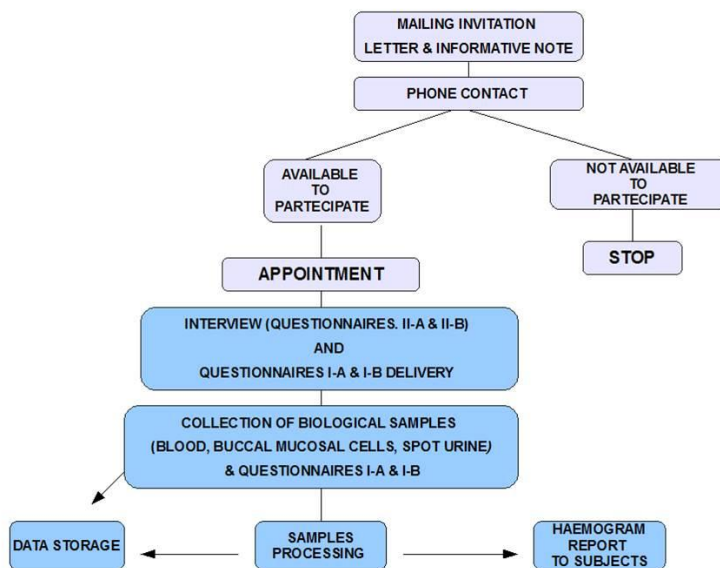 MAILING INVITATION
LETTER & INFORMATIVE NOTE
PHONE CONTACT
AVAILABLE
TO
PARTECIPATE
NOT AVAILABLE
TO
PARTECIPATE
STOP
APPOINTMENT
INTERVIEW (QUESTIONNAIRES. II-A & II-B)
AND
QUESTIONNAIRES I-A & I-B DELIVERY
COLLECTION OF BIOLOGICAL SAMPLES
(BLOOD, BUCCAL MUCOSAL CELLS, SPOT URINE)
& QUESTIONNAIRES I-A & I-B
DATA STORAGE
SAMPLES
PROCESSING
HAEMOGRAM
REPORT
TO SUBJECTS